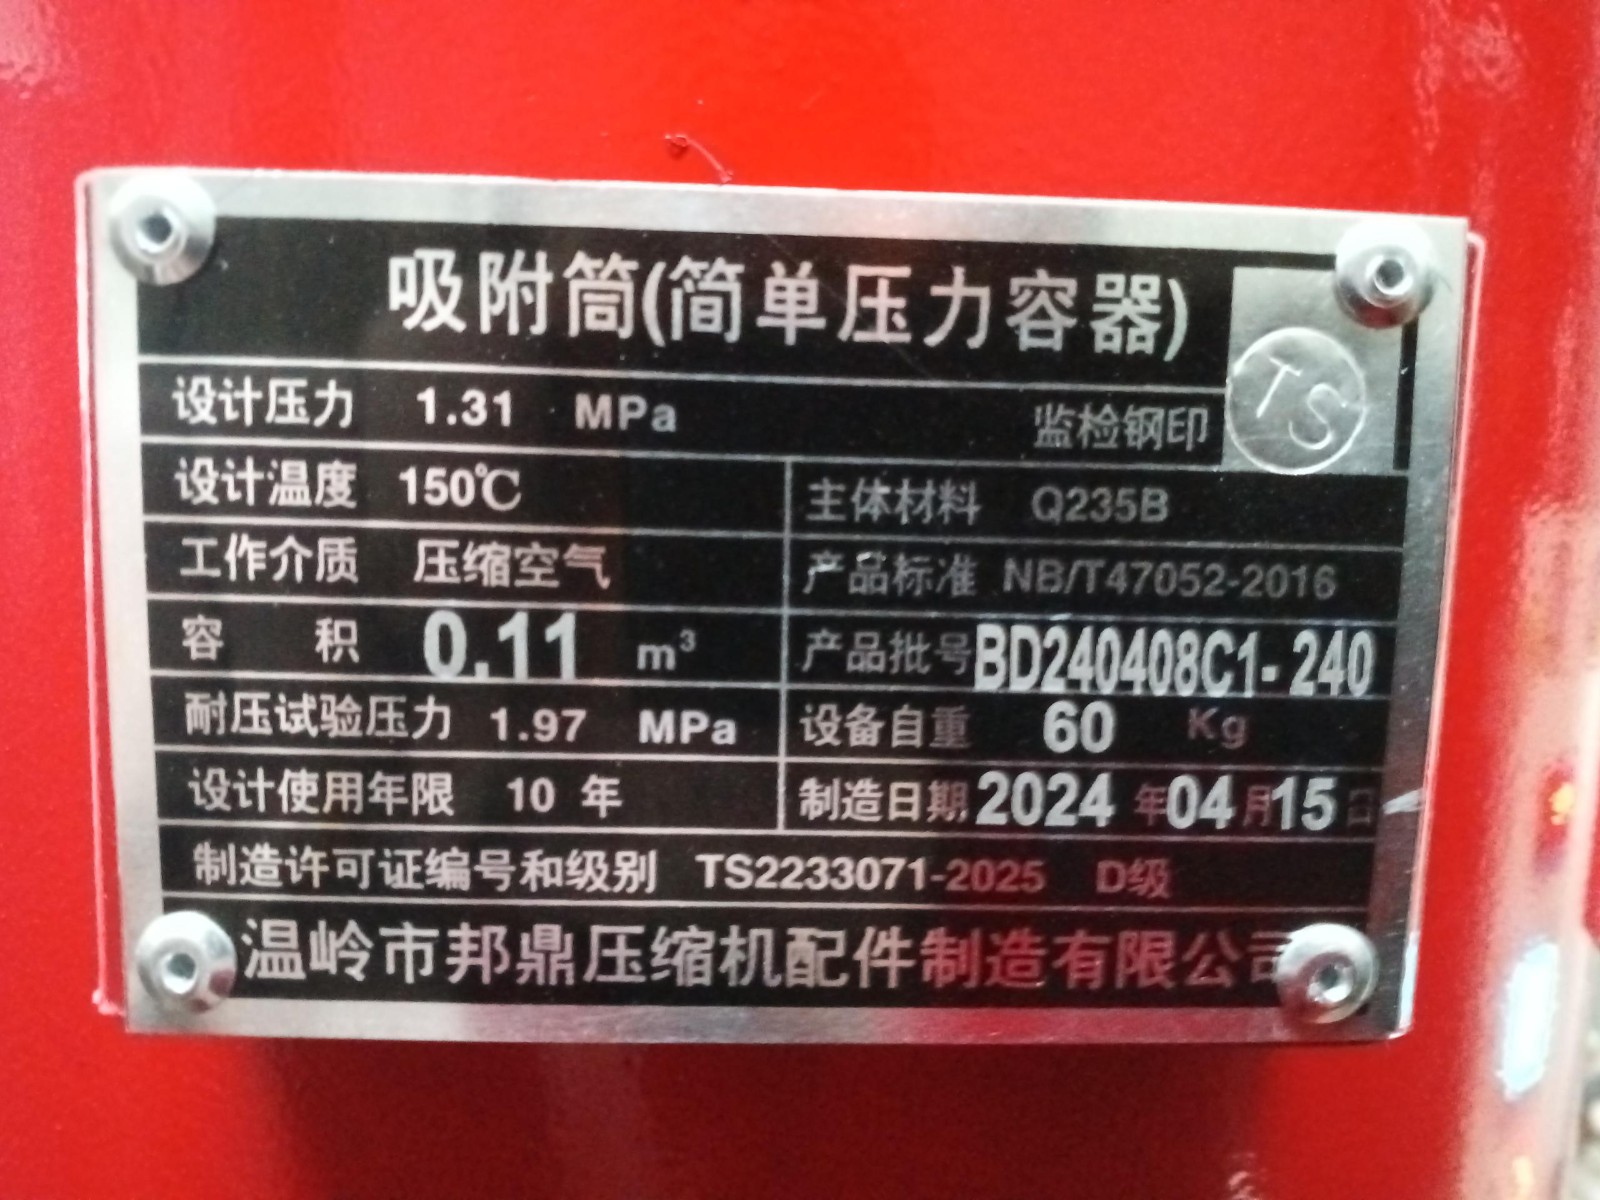 吸附筒(简单压力容器)
设计压力 1.31 MPa 监检钢印 TS
设计温度 150℃ 主体材料 Q235B
工作介质 压缩空气 产品标准 NB/T47052-2016
容积 0.11 m³ 产品批号 BD240408C1-240
耐压试验压力 1.97 MPa 设备自重 60 Kg
设计使用年限 10 年 制造日期 2024 年 04 月 15 日
制造许可证编号和级别 TS2233071-2025 D级
温岭市邦鼎压缩机配件制造有限公司